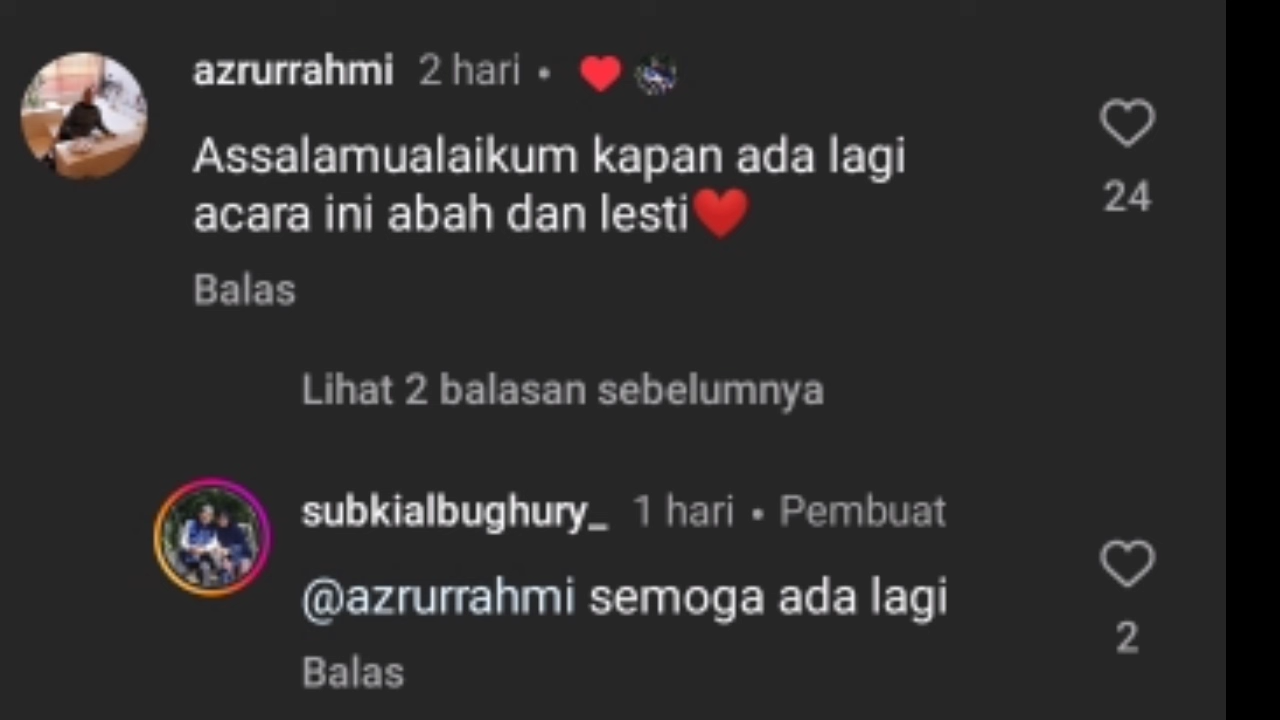 azrurrahmi 2 hari • ❤️
Assalamualaikum kapan ada lagi
acara ini abah dan lesti❤️
24
Balas
Lihat 2 balasan sebelumnya
subkialbughury_ 1 hari • Pembuat
@azrurrahmi semoga ada lagi
2
Balas